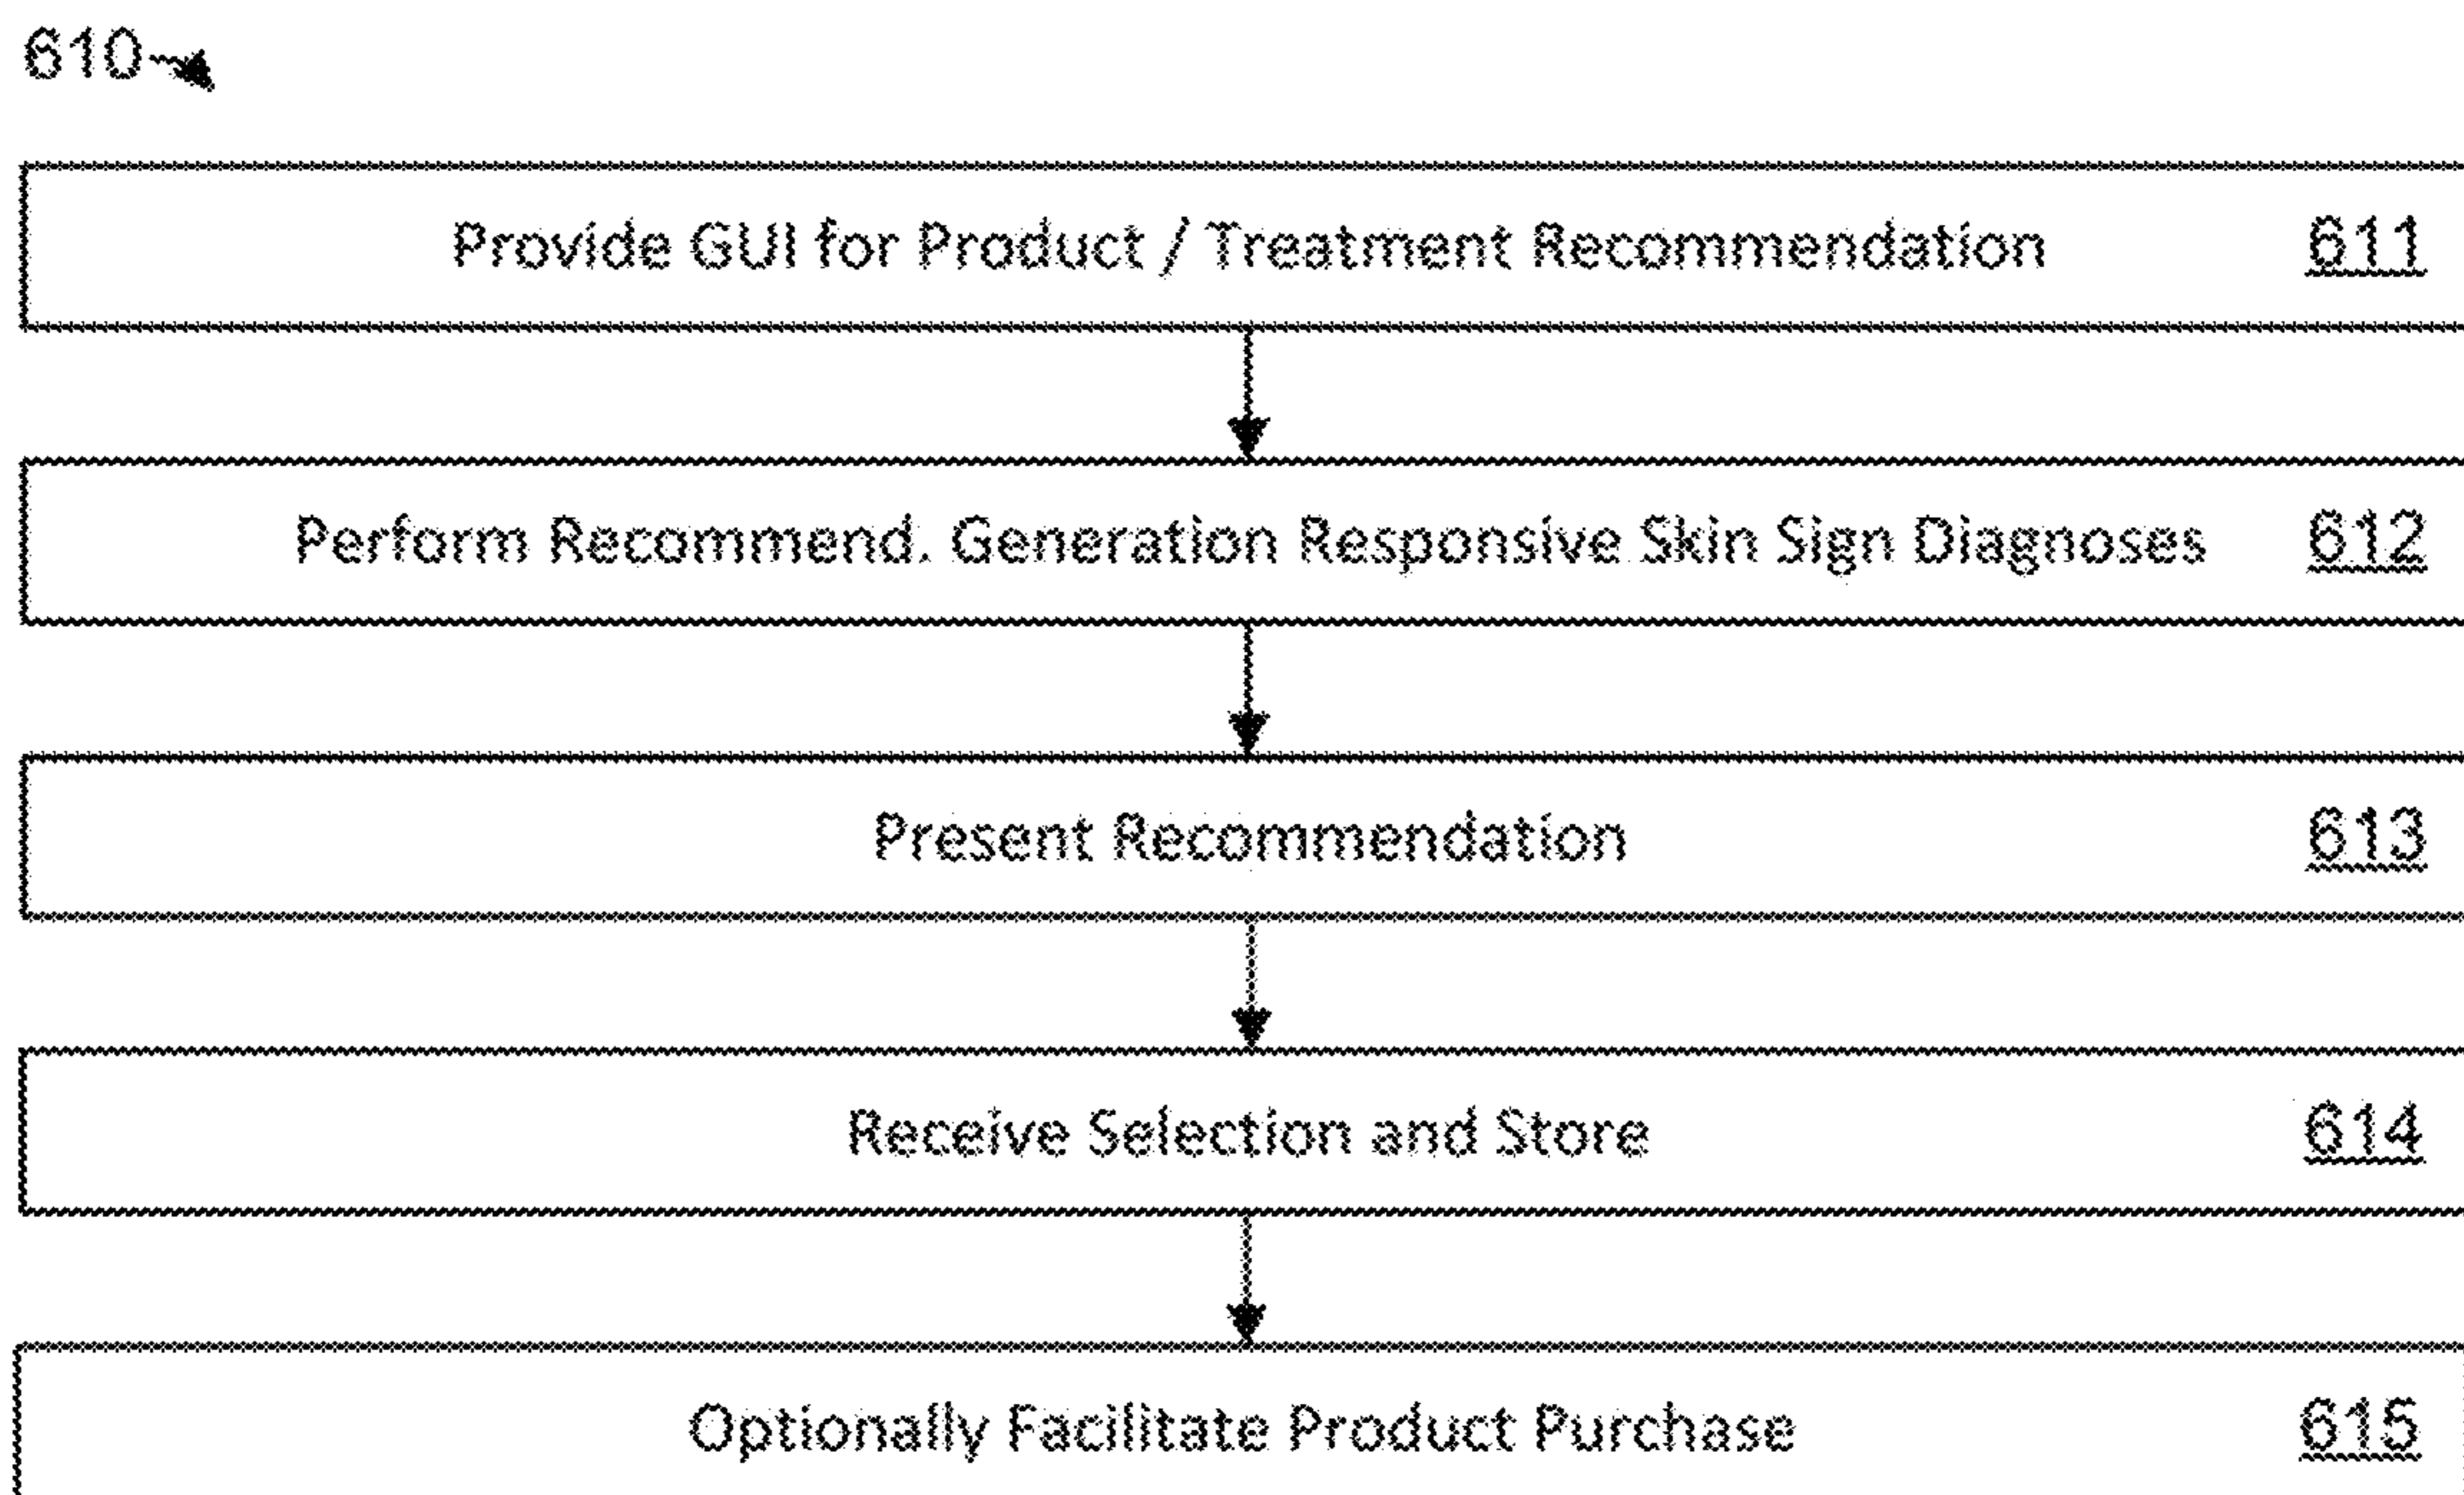 610
Provide GUI for Product / Treatment Recommendation 611
Perform Recommend. Generation Responsive Skin Sign Diagnoses 612
Present Recommendation 613
Receive Selection and Store 614
Optionally Facilitate Product Purchase 615